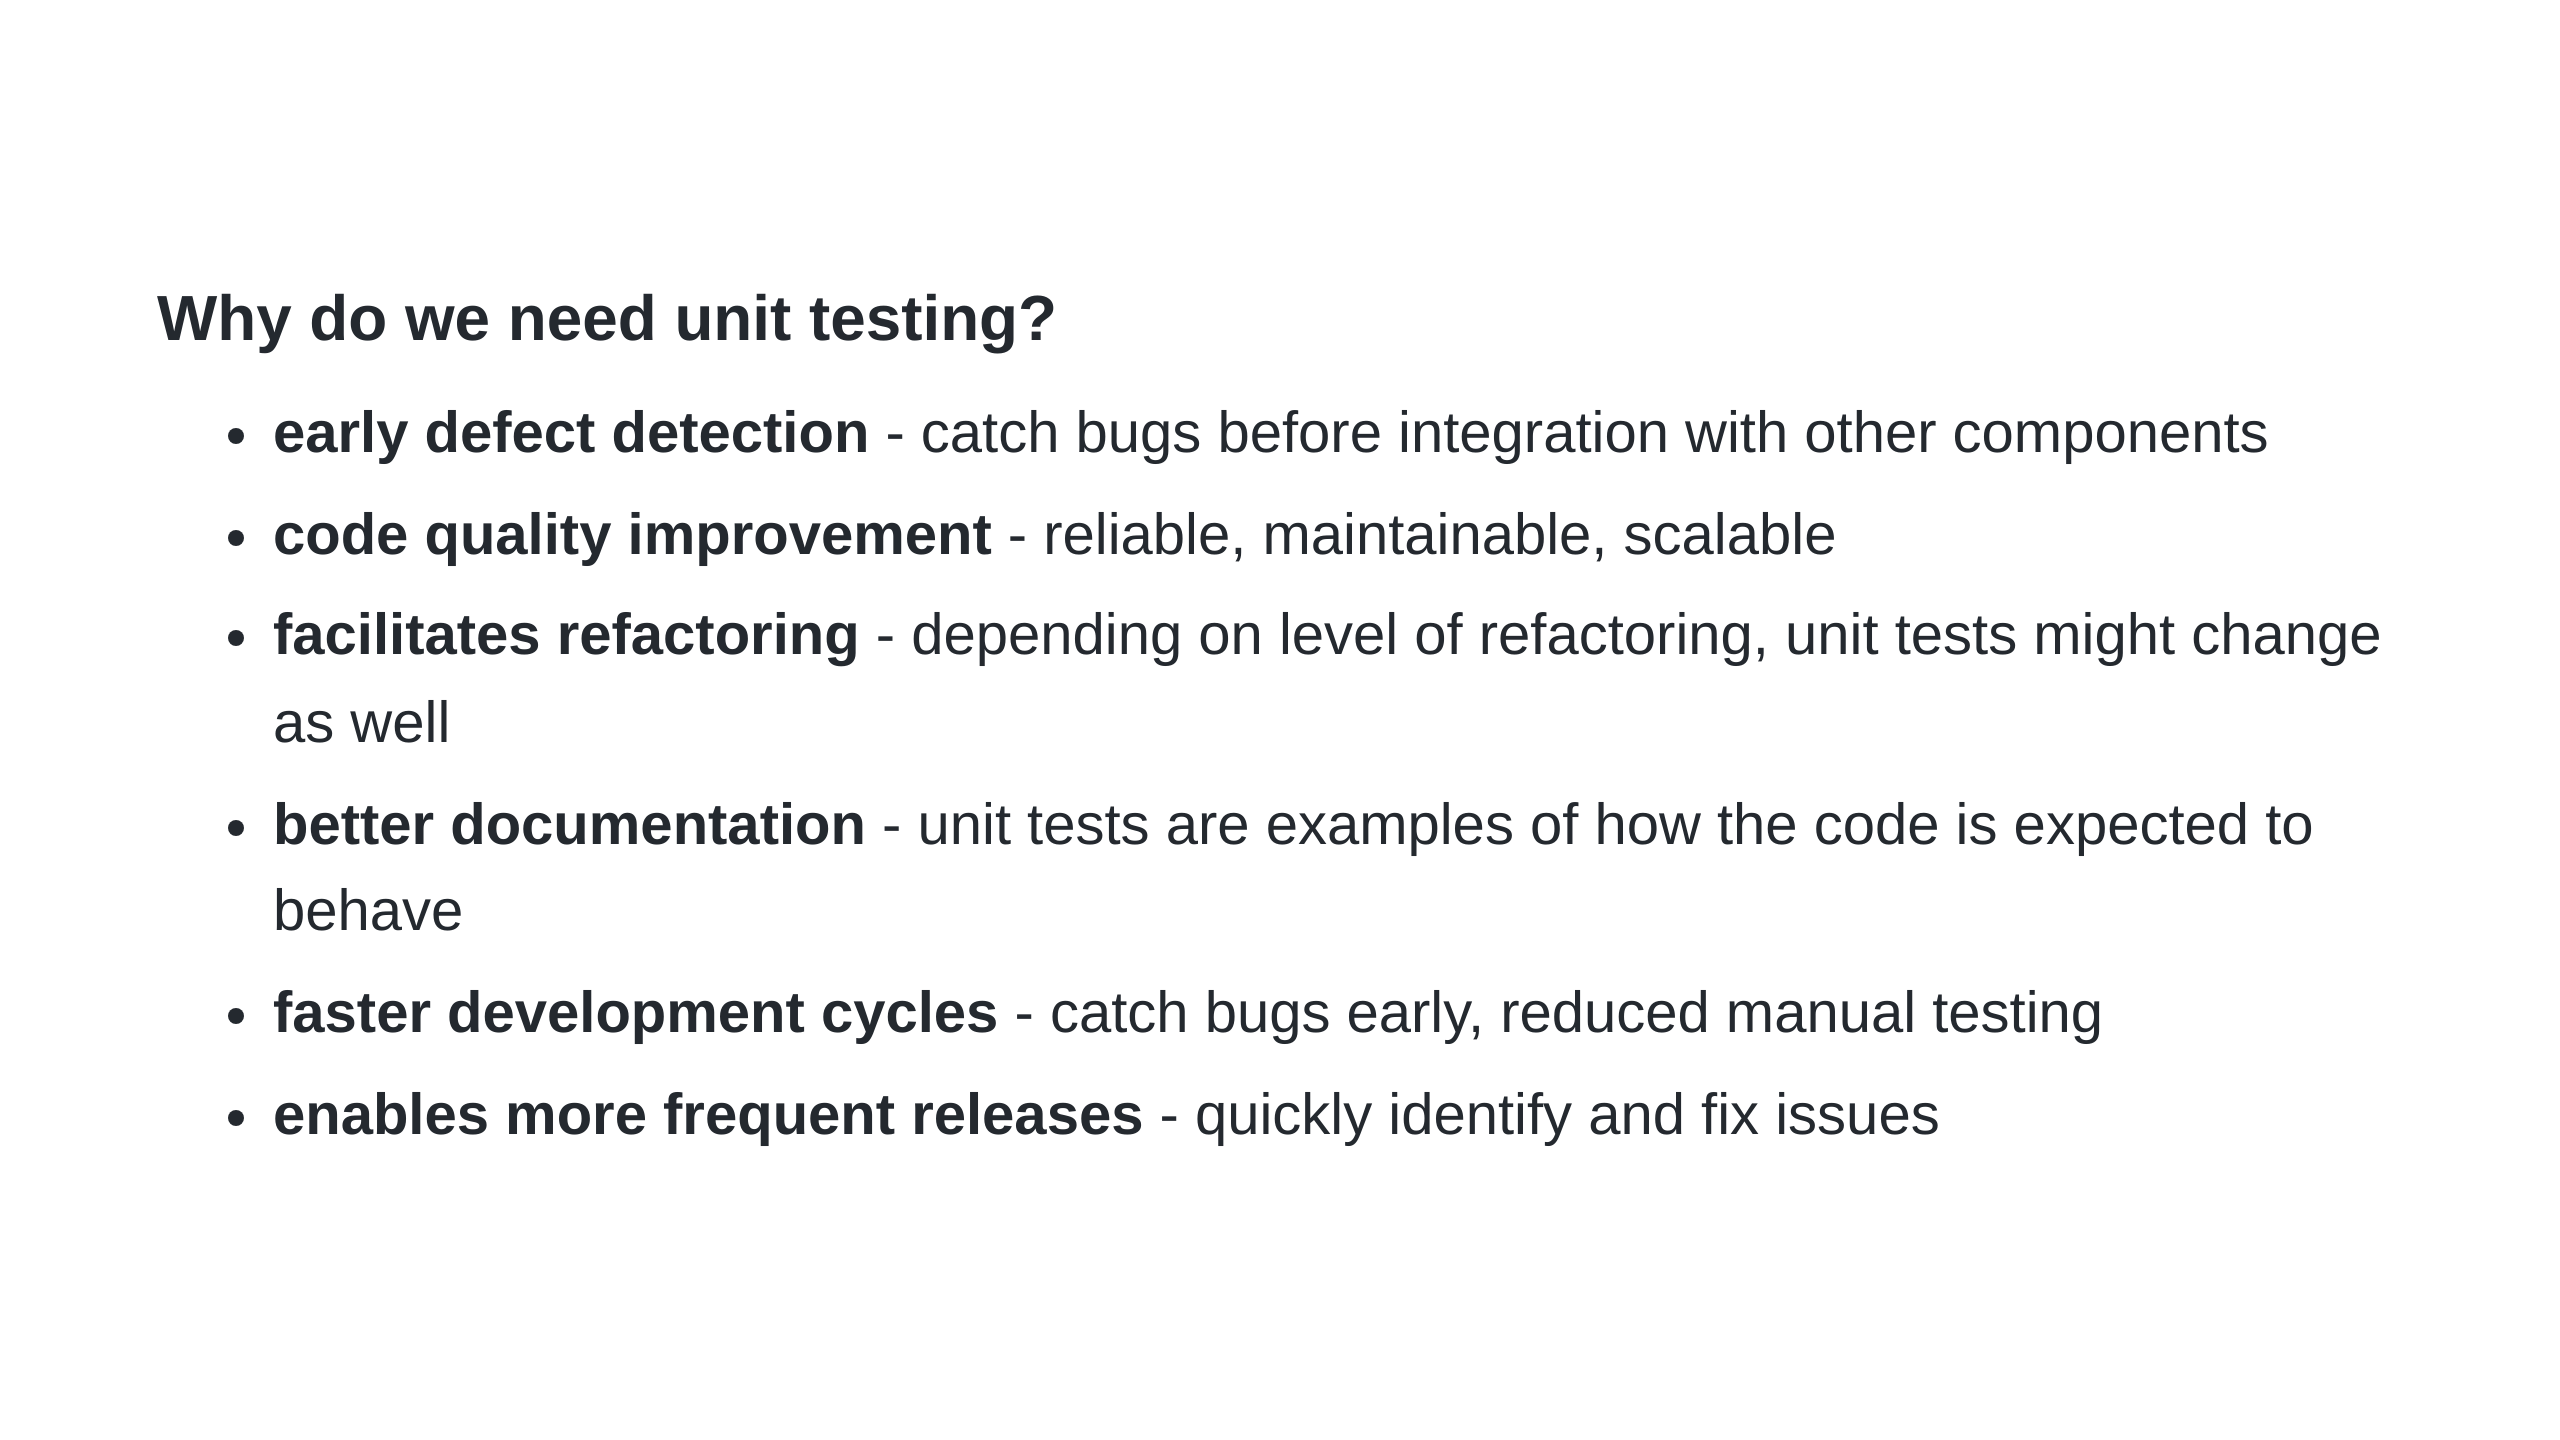 Why do we need unit testing?
• early defect detection - catch bugs before integration with other components
• code quality improvement - reliable, maintainable, scalable
• facilitates refactoring - depending on level of refactoring, unit tests might change
as well
• better documentation - unit tests are examples of how the code is expected to
behave
• faster development cycles - catch bugs early, reduced manual testing
• enables more frequent releases - quickly identify and fix issues